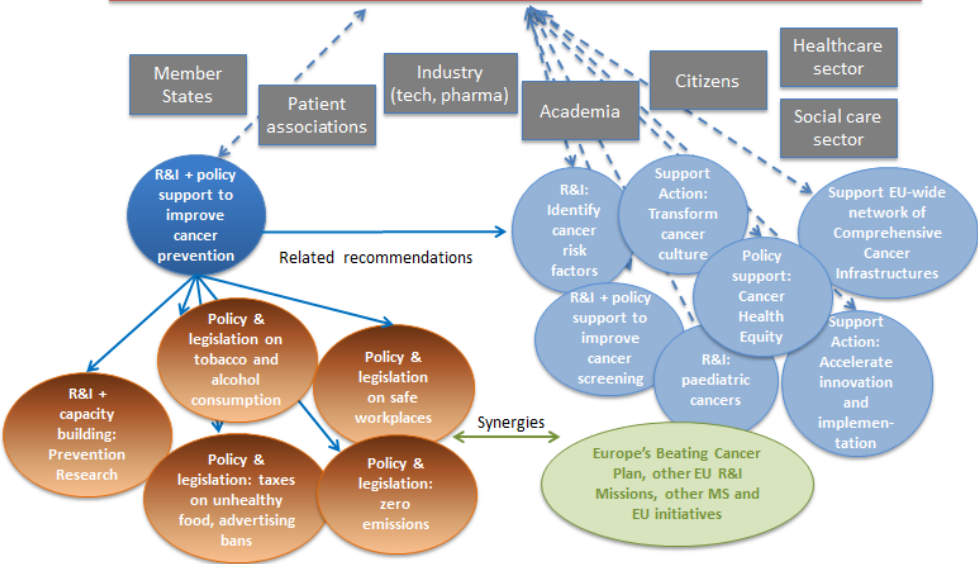 Member
States
Patient
associations
Industry
(tech, pharma)
Academia
Citizens
Healthcare
sector
Social care
sector
R&I + policy
support to
improve
cancer
prevention
Related recommendations
R&I:
Identify
cancer
risk
factors
Support
Action:
Transform
cancer
culture
Support EU-wide
network of
Comprehensive
Cancer
Infrastructures
Policy
support:
Cancer
Health
Equity
R&I + policy
support to
improve
cancer
screening
R&I:
paediatric
cancers
Support
Action:
Accelerate
innovation
and
implemen-
tation
Policy &
legislation on
tobacco and
alcohol
consumption
Policy &
legislation
on safe
workplaces
R&I +
capacity
building:
Prevention
Research
Policy &
legislation: taxes
on unhealthy
food, advertising
bans
Policy &
legislation:
zero
emissions
Synergies
Europe's Beating Cancer
Plan, other EU R&I
Missions, other MS and
EU initiatives